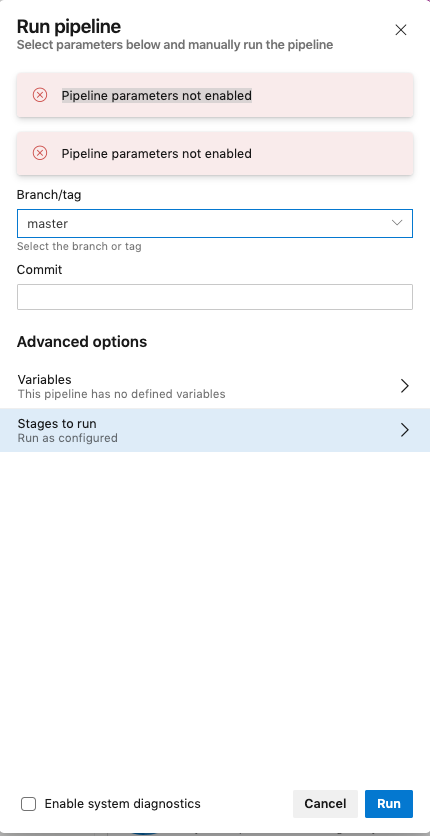 Run pipeline
Select parameters below and manually run the pipeline
Pipeline parameters not enabled
Pipeline parameters not enabled
Branch/tag
master
Select the branch or tag
Commit
Advanced options
Variables
This pipeline has no defined variables
Stages to run
Run as configured
Enable system diagnostics
Cancel
Run